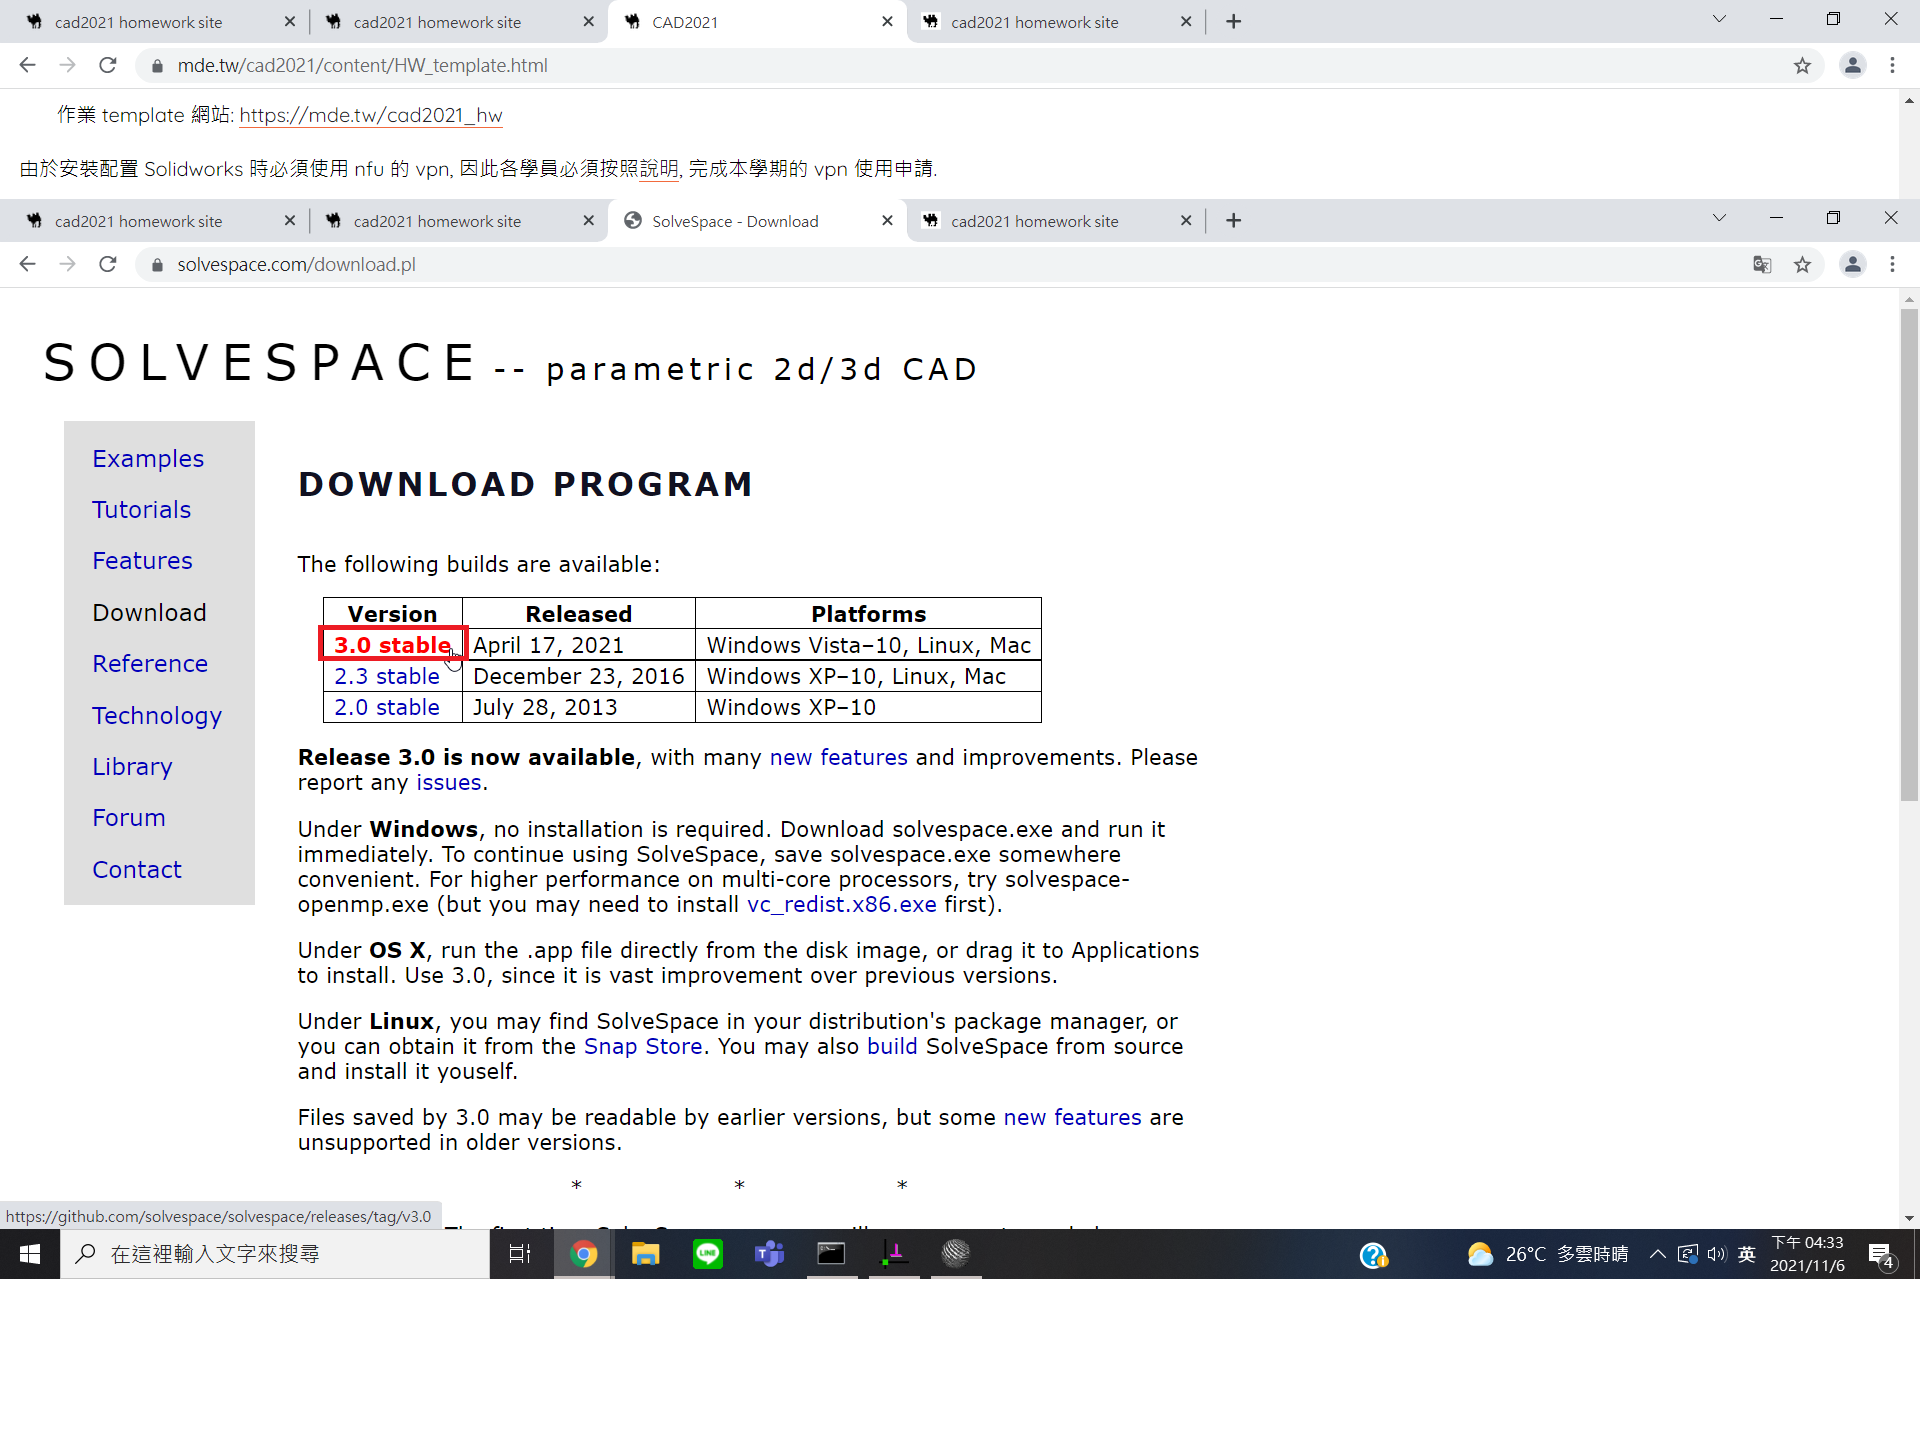 cad2021 homework site
cad2021 homework site
CAD2021
cad2021 homework site
mde.tw/cad2021/content/HW_template.html
作業 template 網站: https://mde.tw/cad2021_hw
由於安裝配置 Solidworks 時必須使用 nfu 的 vpn, 因此各學員必須按照說明, 完成本學期的 vpn 使用申請.
cad2021 homework site
cad2021 homework site
SolveSpace - Download
cad2021 homework site
solvespace.com/download.pl
SOLVESPACE -- parametric 2d/3d CAD
Examples
Tutorials
Features
Download
Reference
Technology
Library
Forum
Contact
DOWNLOAD PROGRAM
The following builds are available:
Version Released Platforms
3.0 stable April 17, 2021 Windows Vista–10, Linux, Mac
2.3 stable December 23, 2016 Windows XP–10, Linux, Mac
2.0 stable July 28, 2013 Windows XP–10
Release 3.0 is now available, with many new features and improvements. Please
report any issues.
Under Windows, no installation is required. Download solvespace.exe and run it
immediately. To continue using SolveSpace, save solvespace.exe somewhere
convenient. For higher performance on multi-core processors, try solvespace-
openmp.exe (but you may need to install vc_redist.x86.exe first).
Under OS X, run the .app file directly from the disk image, or drag it to Applications
to install. Use 3.0, since it is vast improvement over previous versions.
Under Linux, you may find SolveSpace in your distribution's package manager, or
you can obtain it from the Snap Store. You may also build SolveSpace from source
and install it youself.
Files saved by 3.0 may be readable by earlier versions, but some new features are
unsupported in older versions.
* * *
https://github.com/solvespace/solvespace/releases/tag/v3.0
在這裡輸入文字來搜尋
LINE
26°C 多雲時晴
英
下午 04:33
2021/11/6
4